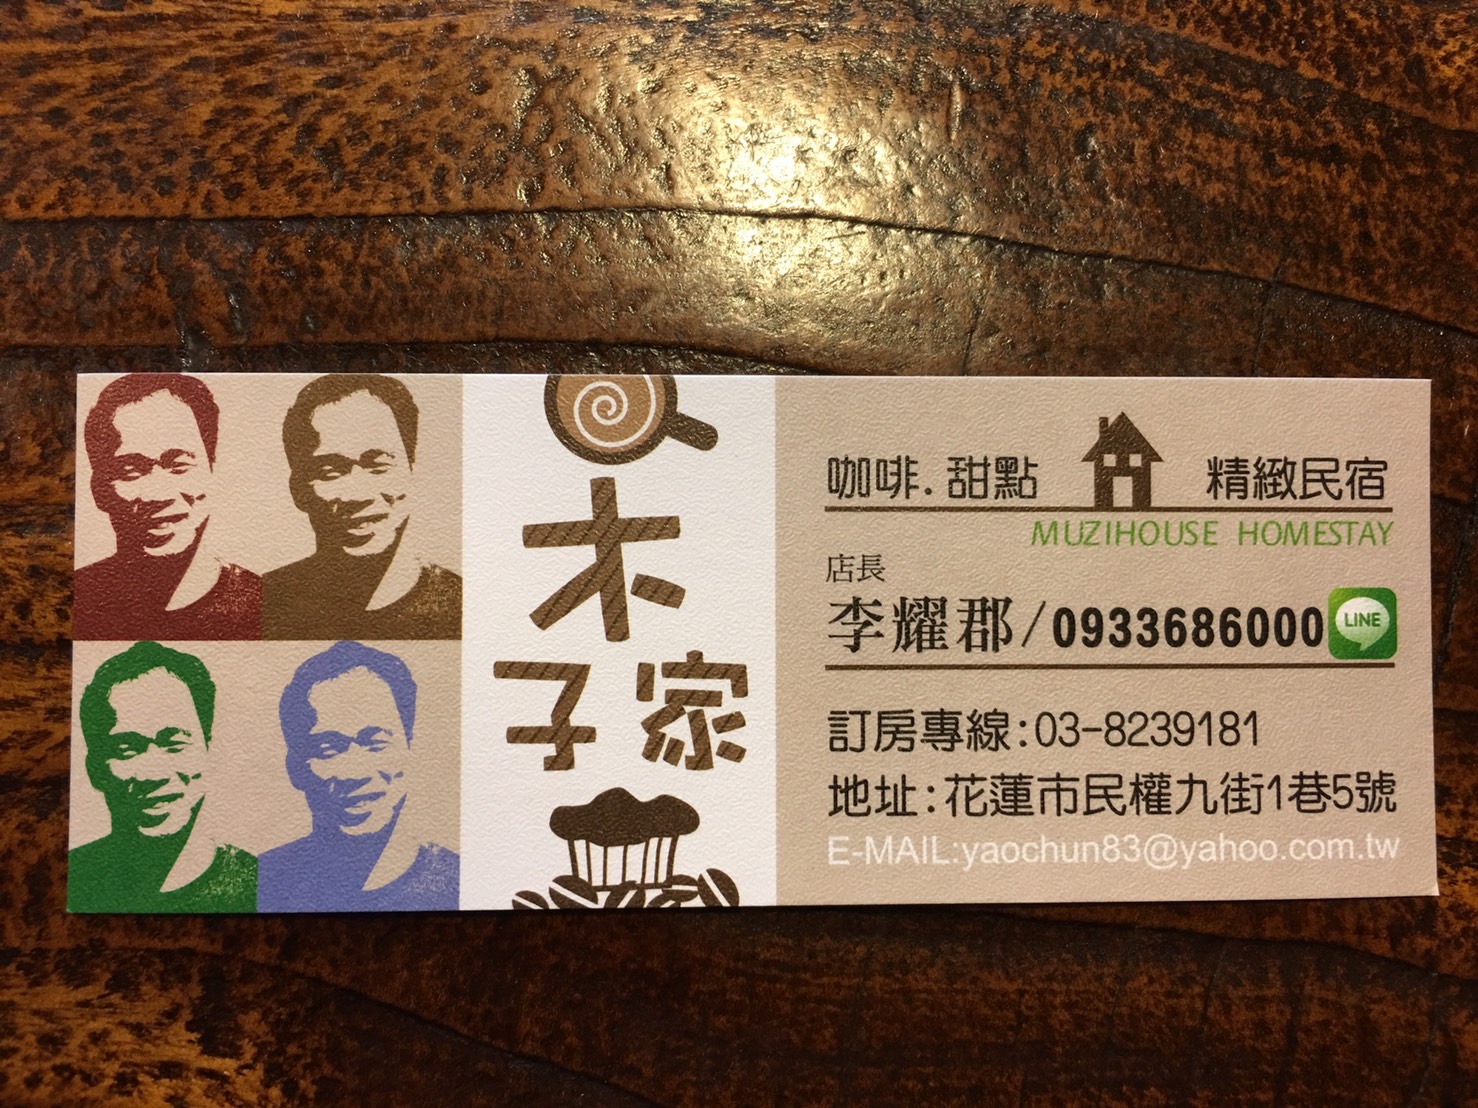 木
子家
咖啡.甜點 精緻民宿
MUZIHOUSE HOMESTAY
店長
李耀郡/0933686000 LINE
訂房專線:03-8239181
地址:花蓮市民權九街1巷5號
E-MAIL:yaochun83@yahoo.com.tw